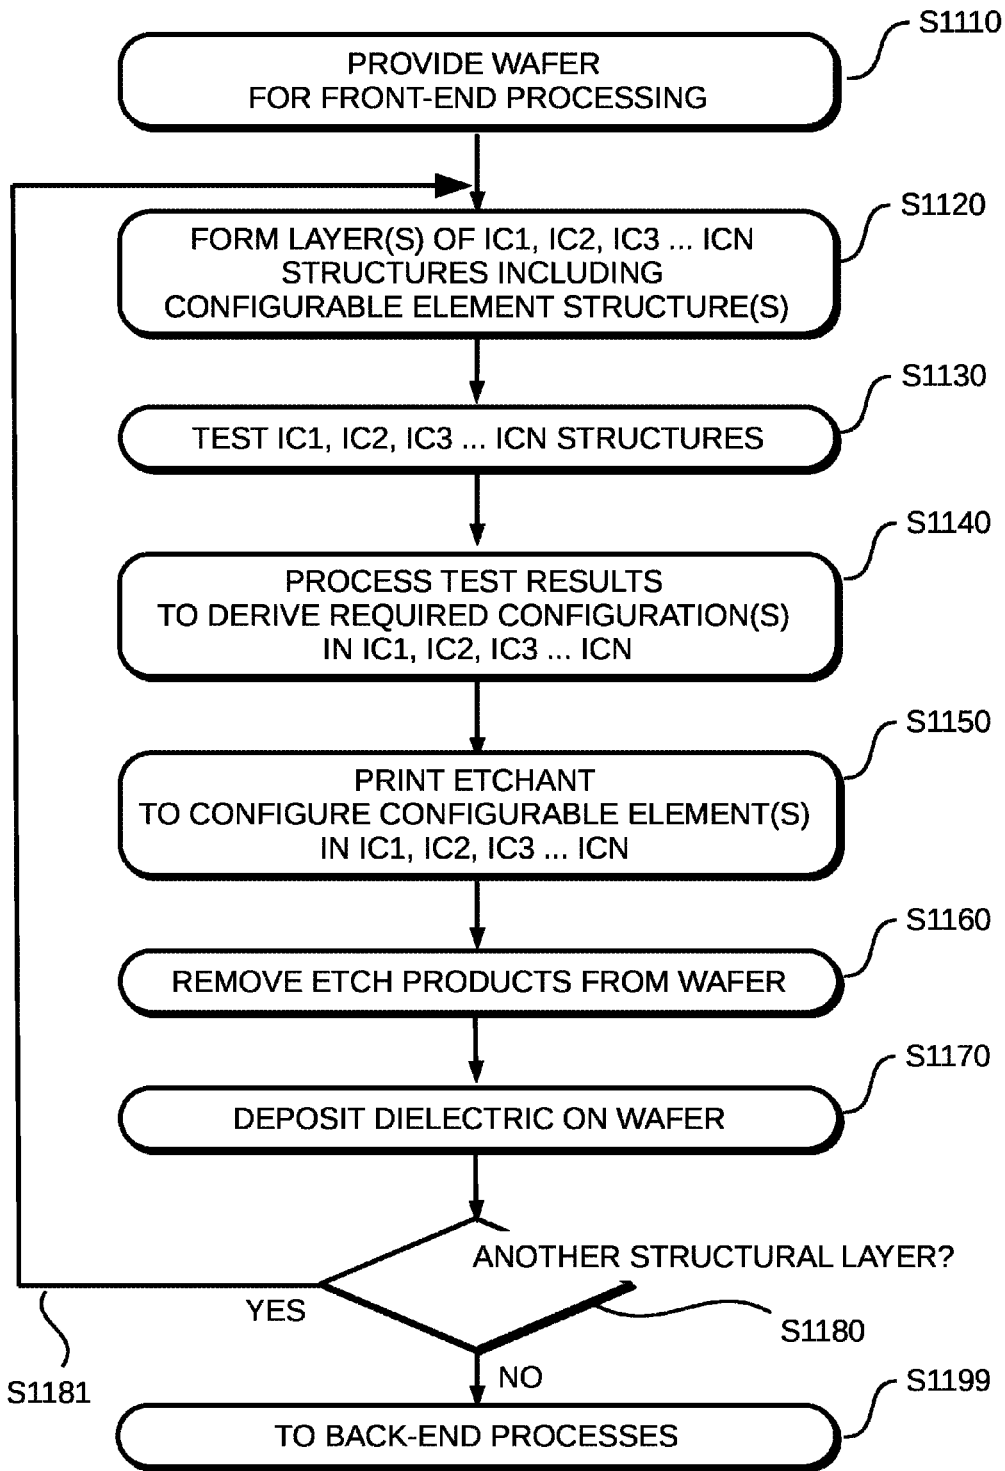 S1110
PROVIDE WAFER
FOR FRONT-END PROCESSING
S1120
FORM LAYER(S) OF IC1, IC2, IC3 ... ICN
STRUCTURES INCLUDING
CONFIGURABLE ELEMENT STRUCTURE(S)
S1130
TEST IC1, IC2, IC3 ... ICN STRUCTURES
S1140
PROCESS TEST RESULTS
TO DERIVE REQUIRED CONFIGURATION(S)
IN IC1, IC2, IC3 ... ICN
S1150
PRINT ETCHANT
TO CONFIGURE CONFIGURABLE ELEMENT(S)
IN IC1, IC2, IC3 ... ICN
S1160
REMOVE ETCH PRODUCTS FROM WAFER
S1170
DEPOSIT DIELECTRIC ON WAFER
ANOTHER STRUCTURAL LAYER?
YES
S1180
S1181
NO
S1199
TO BACK-END PROCESSES